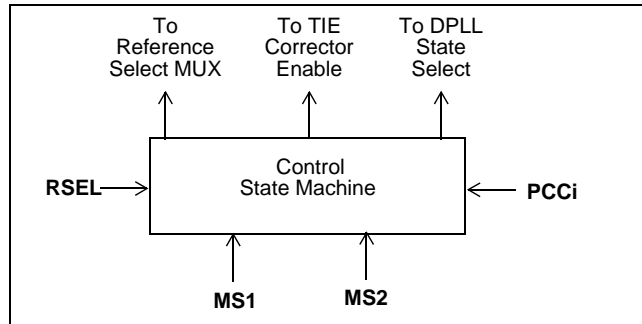 To
Reference
Select MUX
To TIE
Corrector
Enable
To DPLL
State
Select
Control
State Machine
RSEL
PCCi
MS1
MS2